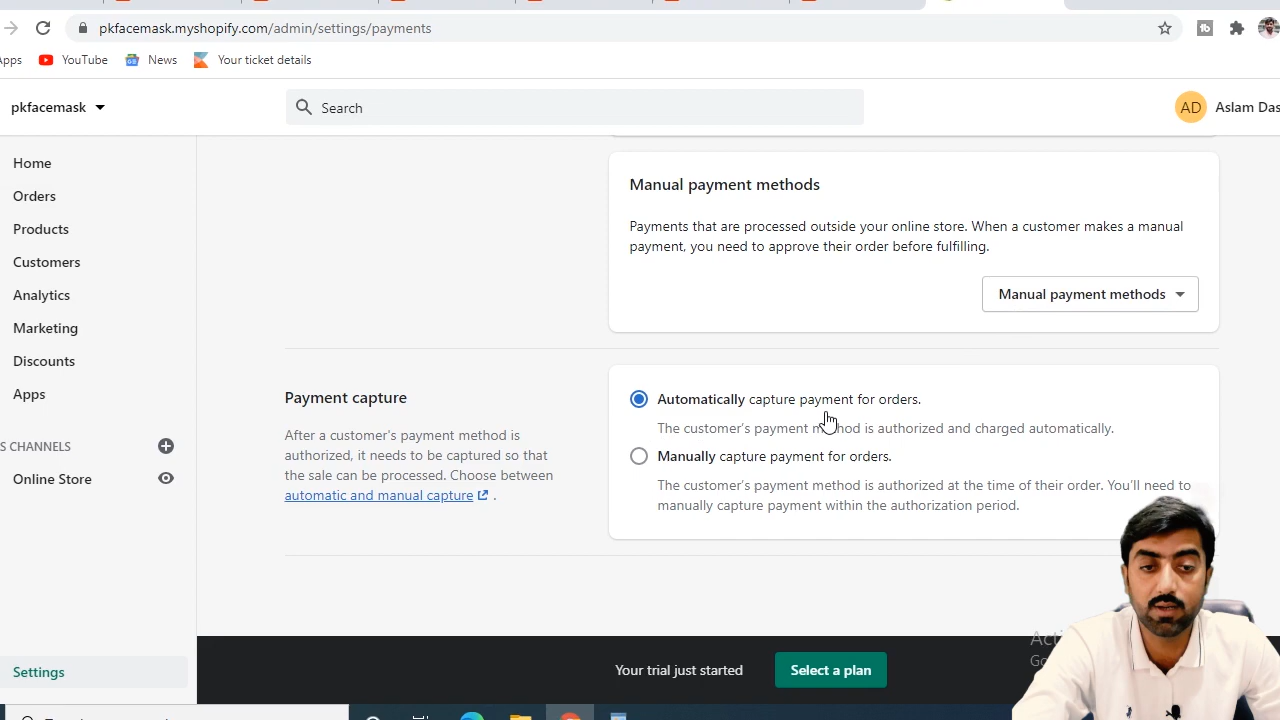 pkfacemask.myshopify.com/admin/settings/payments
YouTube
News
Your ticket details
pkfacemask
Search
AD
Aslam Das
Home
Orders
Products
Customers
Analytics
Marketing
Discounts
Apps
S CHANNELS
Online Store
Settings
Manual payment methods
Payments that are processed outside your online store. When a customer makes a manual
payment, you need to approve their order before fulfilling.
Manual payment methods
Payment capture
After a customer's payment method is
authorized, it needs to be captured so that
the sale can be processed. Choose between
automatic and manual capture .
Automatically capture payment for orders.
The customer's payment method is authorized and charged automatically.
Manually capture payment for orders.
The customer's payment method is authorized at the time of their order. You'll need to
manually capture payment within the authorization period.
Your trial just started
Select a plan